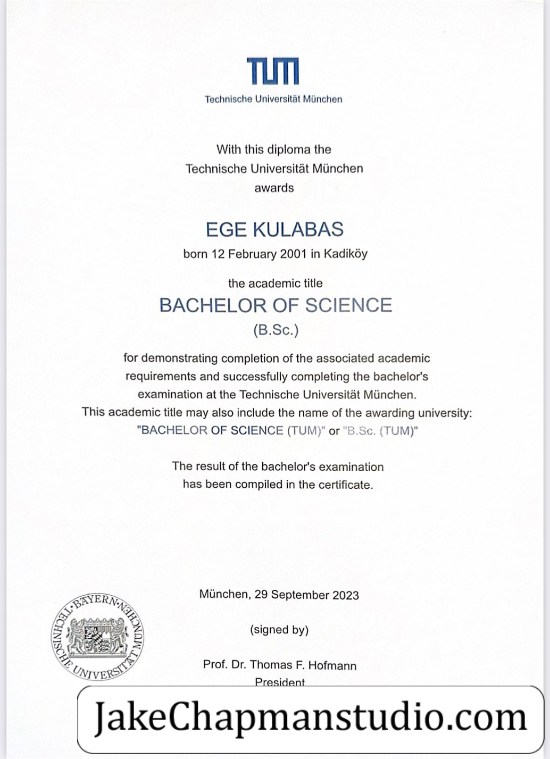 TUM
Technische Universität München
With this diploma the
Technische Universität München
awards
EGE KULABAS
born 12 February 2001 in Kadiköy
the academic title
BACHELOR OF SCIENCE
(B.Sc.)
for demonstrating completion of the associated academic
requirements and successfully completing the bachelor's
examination at the Technische Universität München.
This academic title may also include the name of the awarding university:
"BACHELOR OF SCIENCE (TUM)" or "B.Sc. (TUM)"
The result of the bachelor's examination
has been compiled in the certificate.
München, 29 September 2023
(signed by)
Prof. Dr. Thomas F. Hofmann
President
BAYERN·MÜNCHEN
TECHNISCHE UNIVERSITÄT
JakeChapmanstudio.com